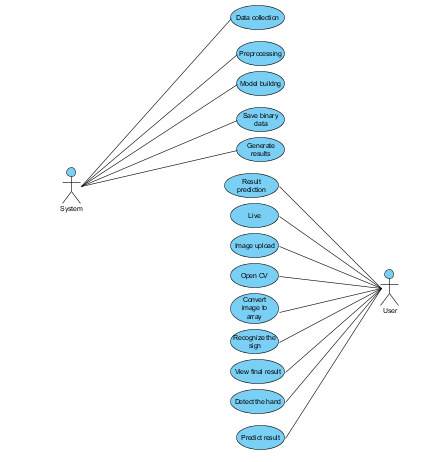 Data collection
Preprocessing
Model building
Save binary
data
Generate
results
System
Result
prediction
Live
Image upload
Open CV
Convert
image to
array
User
Recognize the
sign
View final result
Detect the hand
Predict result